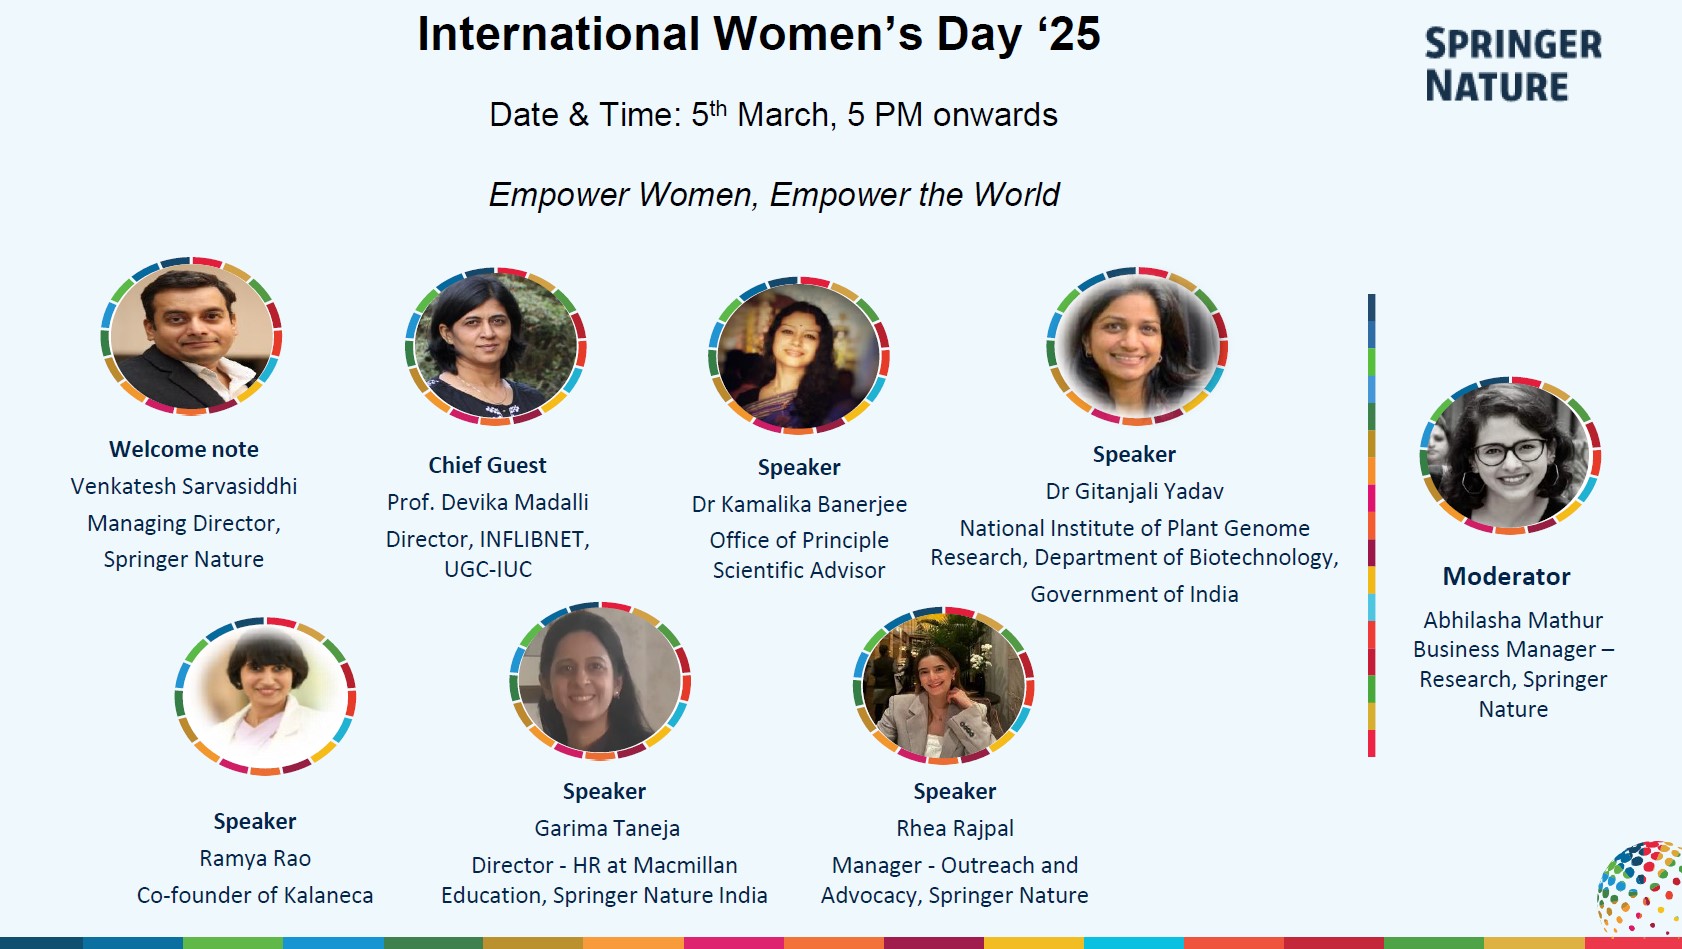 International Women’s Day ‘25
SPRINGER
NATURE
Date & Time: 5th March, 5 PM onwards
Empower Women, Empower the World
Welcome note
Venkatesh Sarvasiddhi
Managing Director,
Springer Nature
Chief Guest
Prof. Devika Madalli
Director, INFLIBNET,
UGC-IUC
Speaker
Dr Kamalika Banerjee
Office of Principle
Scientific Advisor
Speaker
Dr Gitanjali Yadav
National Institute of Plant Genome
Research, Department of Biotechnology,
Government of India
Moderator
Abhilasha Mathur
Business Manager –
Research, Springer
Nature
Speaker
Ramya Rao
Co-founder of Kalaneca
Speaker
Garima Taneja
Director - HR at Macmillan
Education, Springer Nature India
Speaker
Rhea Rajpal
Manager - Outreach and
Advocacy, Springer Nature